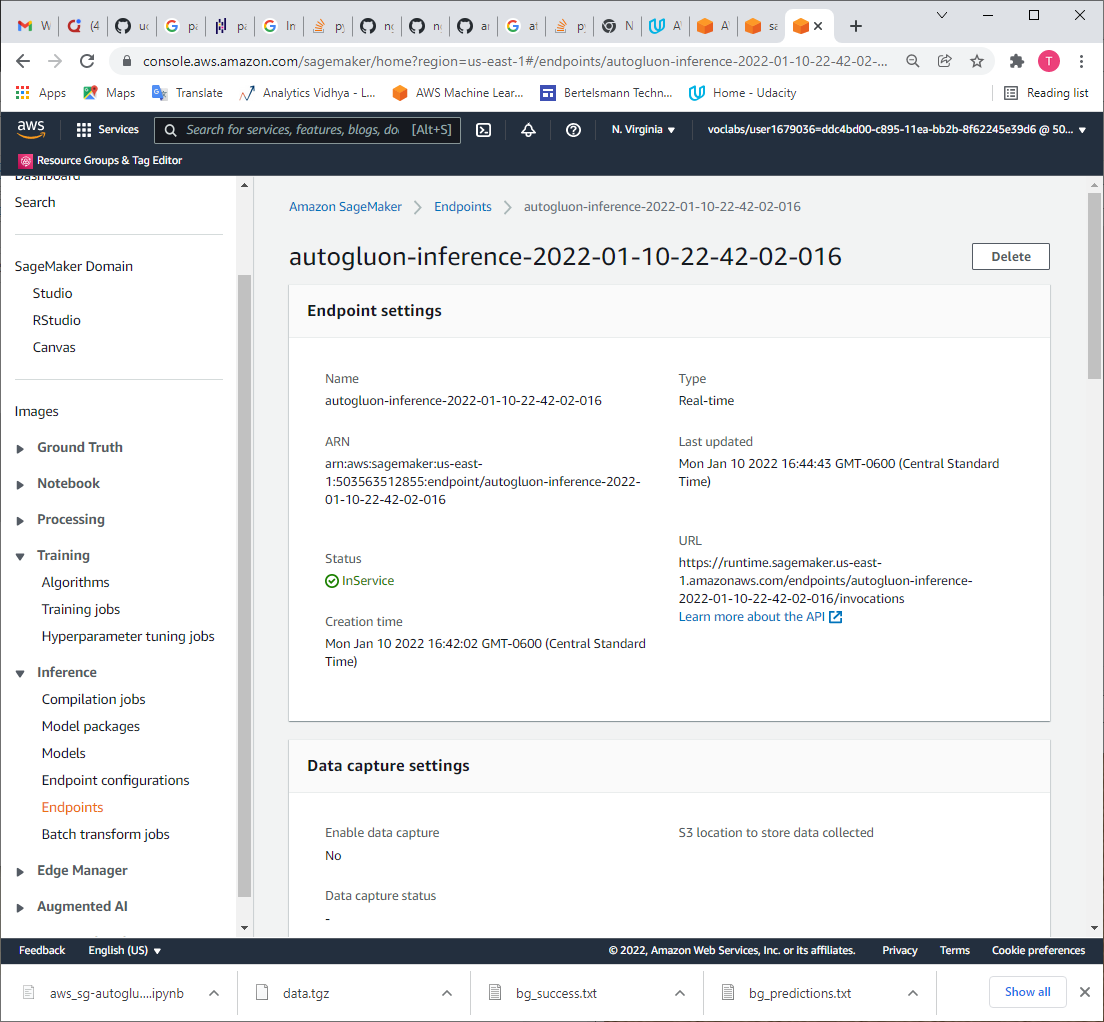 W
(4
uc
pa
pa
In
py
ng
ng
ar
at
py
N
A
A
sa
console.aws.amazon.com/sagemaker/home?region=us-east-1#/endpoints/autogluon-inference-2022-01-10-22-42-02-...
T
Apps
Maps
Translate
Analytics Vidhya - L...
AWS Machine Lear...
Bertelsmann Techn...
Home - Udacity
Reading list
aws
Services
Search for services, features, blogs, do [Alt+S]
N. Virginia
voclabs/user1679036=ddc4bd00-c895-11ea-bb2b-8f62245e39d6 @ 50...
Resource Groups & Tag Editor
Dashboard
Search
SageMaker Domain
Studio
RStudio
Canvas
Images
Ground Truth
Notebook
Processing
Training
Algorithms
Training jobs
Hyperparameter tuning jobs
Inference
Compilation jobs
Model packages
Models
Endpoint configurations
Endpoints
Batch transform jobs
Edge Manager
Augmented AI
Amazon SageMaker
Endpoints
autogluon-inference-2022-01-10-22-42-02-016
autogluon-inference-2022-01-10-22-42-02-016
Delete
Endpoint settings
Name
autogluon-inference-2022-01-10-22-42-02-016
ARN
arn:aws:sagemaker:us-east-
1:503563512855:endpoint/autogluon-inference-2022-
01-10-22-42-02-016
Status
InService
Creation time
Mon Jan 10 2022 16:42:02 GMT-0600 (Central Standard
Time)
Type
Real-time
Last updated
Mon Jan 10 2022 16:44:43 GMT-0600 (Central Standard
Time)
URL
https://runtime.sagemaker.us-east-
1.amazonaws.com/endpoints/autogluon-inference-
2022-01-10-22-42-02-016/invocations
Learn more about the API
Data capture settings
Enable data capture
No
Data capture status
-
S3 location to store data collected
Feedback
English (US)
© 2022, Amazon Web Services, Inc. or its affiliates.
Privacy
Terms
Cookie preferences
aws_sg-autoglu....ipynb
data.tgz
bg_success.txt
bg_predictions.txt
Show all